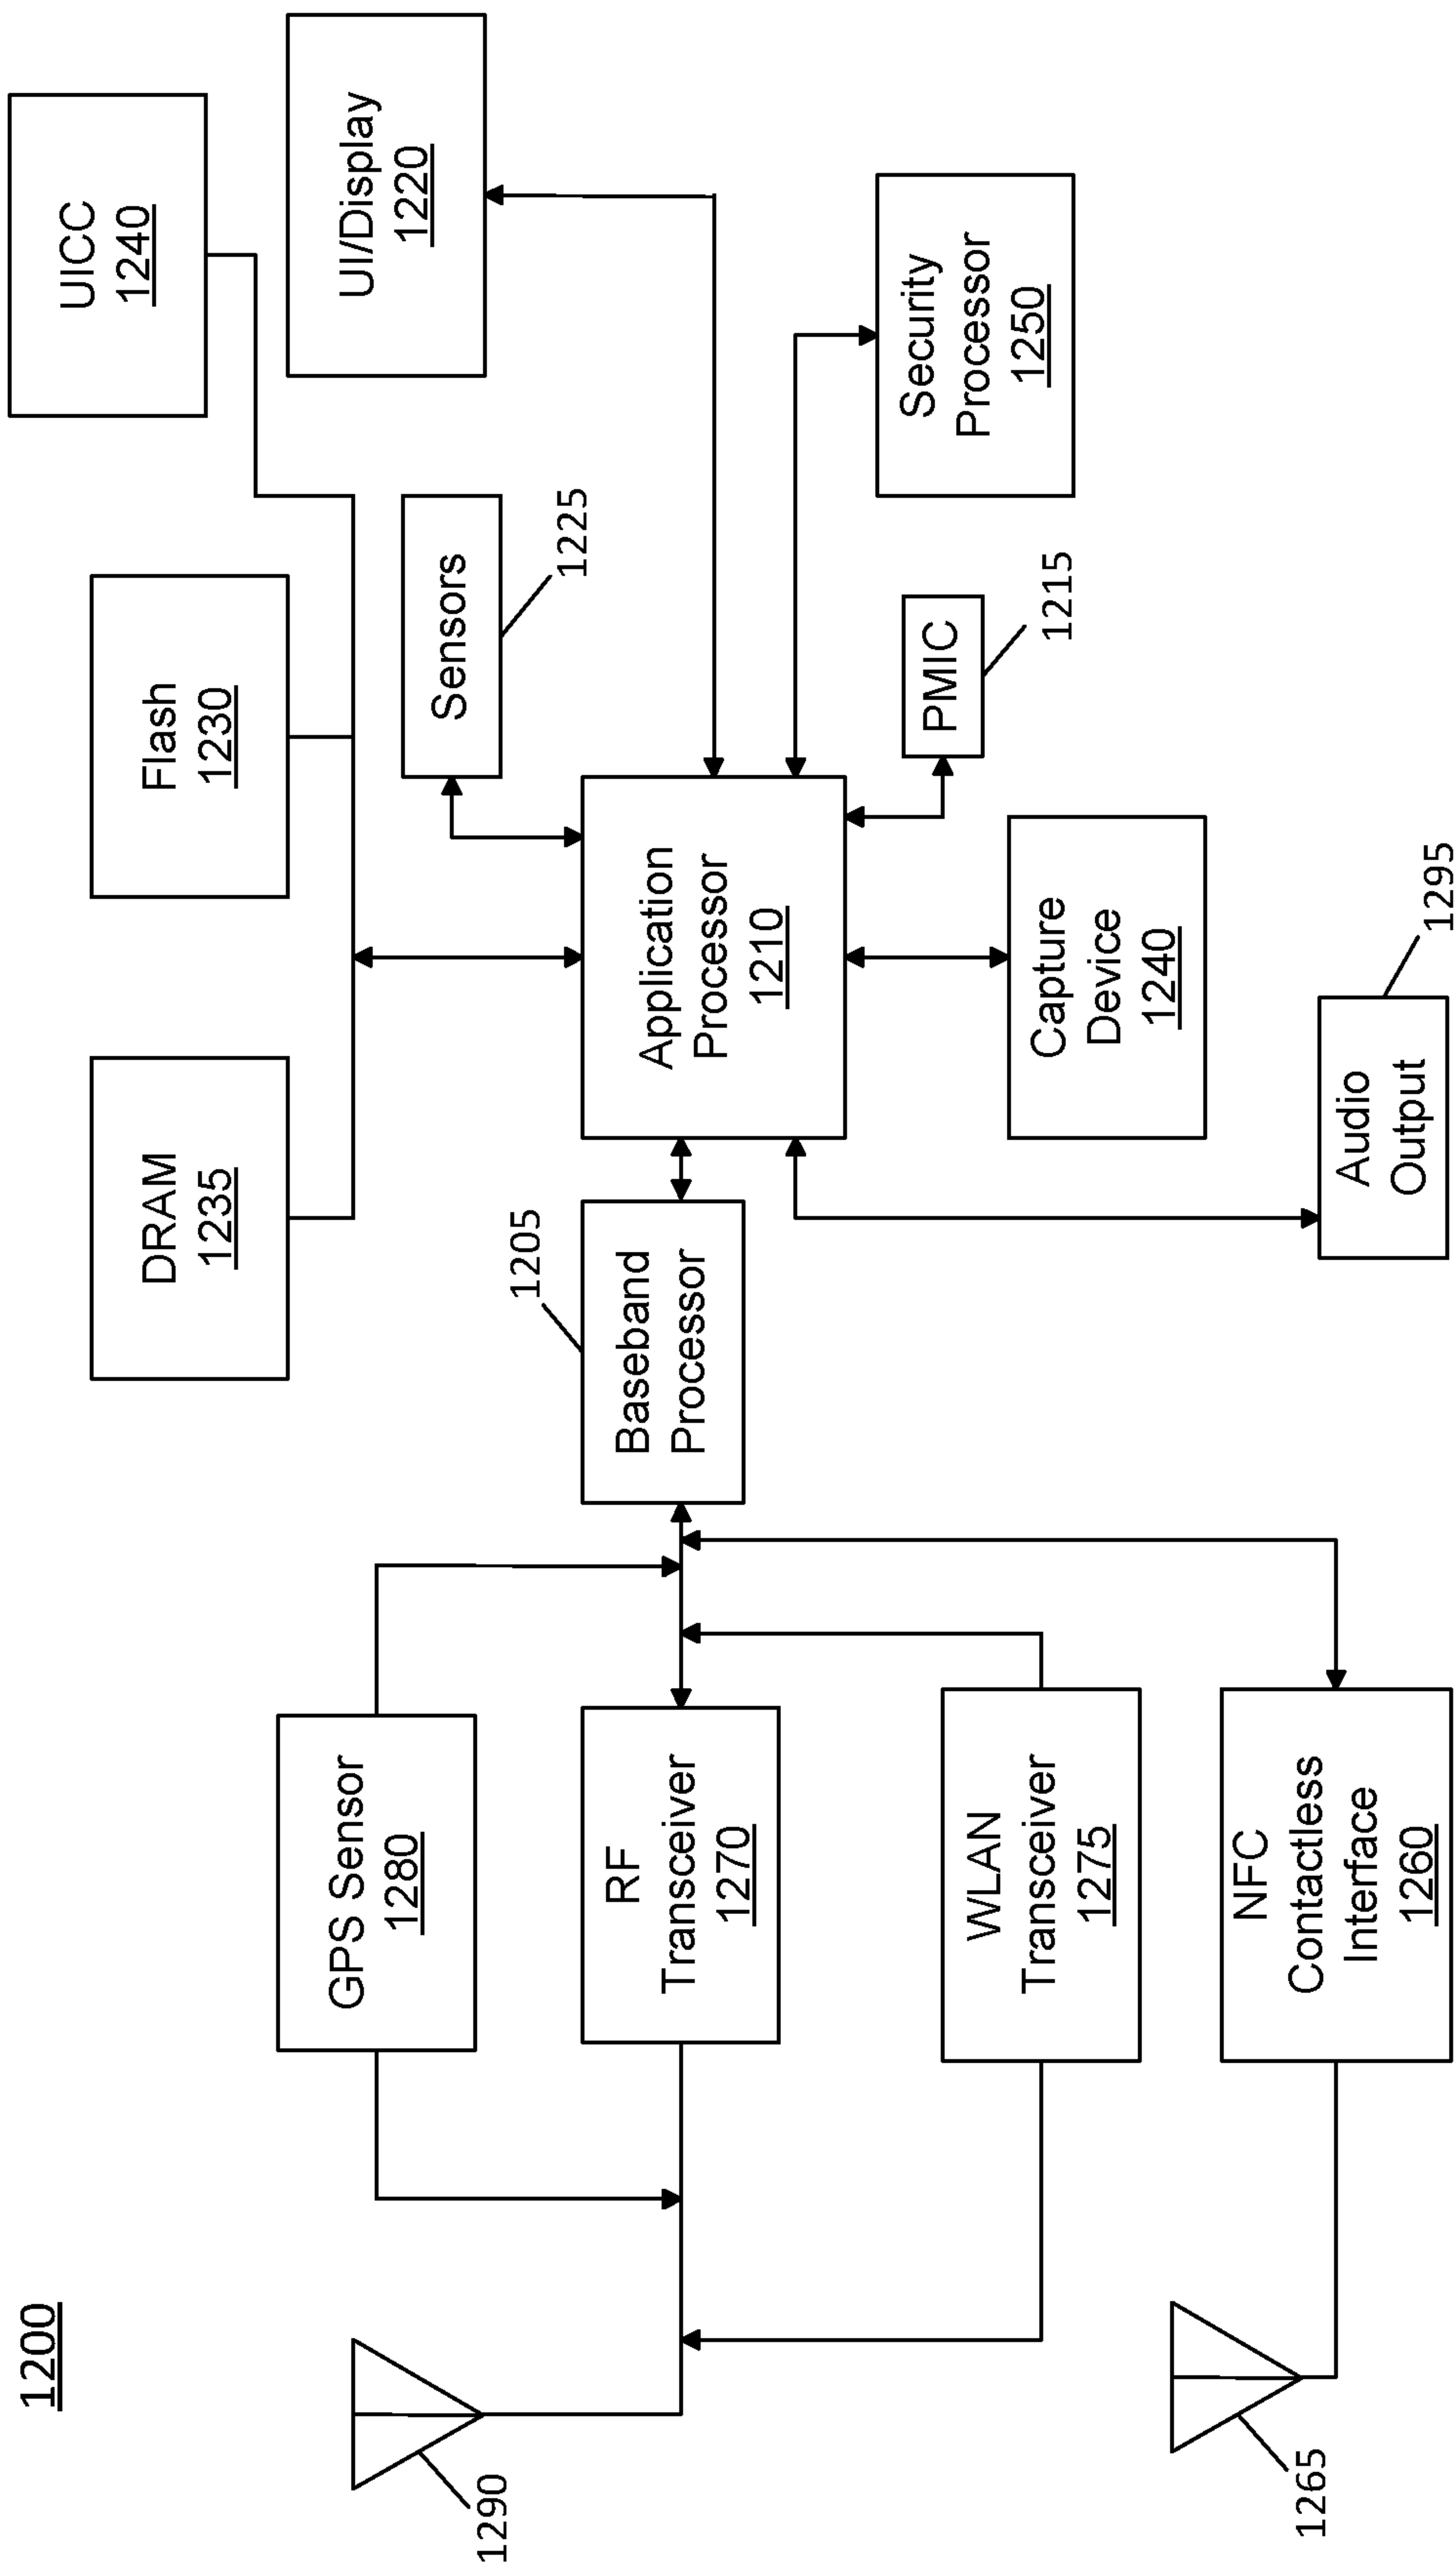 1200
UICC
1240
DRAM
1235
Flash
1230
UI/Display
1220
GPS Sensor
1280
Sensors
1225
1290
1205
RF
Transceiver
1270
Baseband
Processor
Application
Processor
1210
Security
Processor
1250
PMIC
1215
WLAN
Transceiver
1275
Capture
Device
1240
NFC
Contactless
Interface
1260
1265
Audio
Output
1295